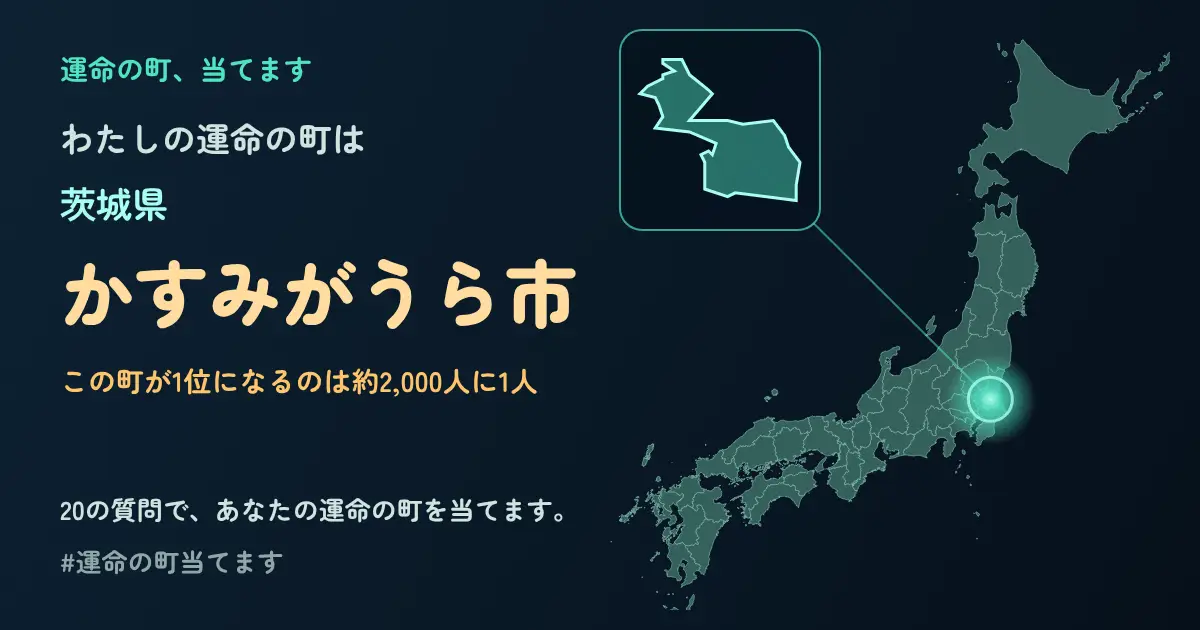 運命の町、当てます
わたしの運命の町は
茨城県
かすみがうら市
この町が1位になるのは約2,000人に1人
20の質問で、あなたの運命の町を当てます。
#運命の町当てます